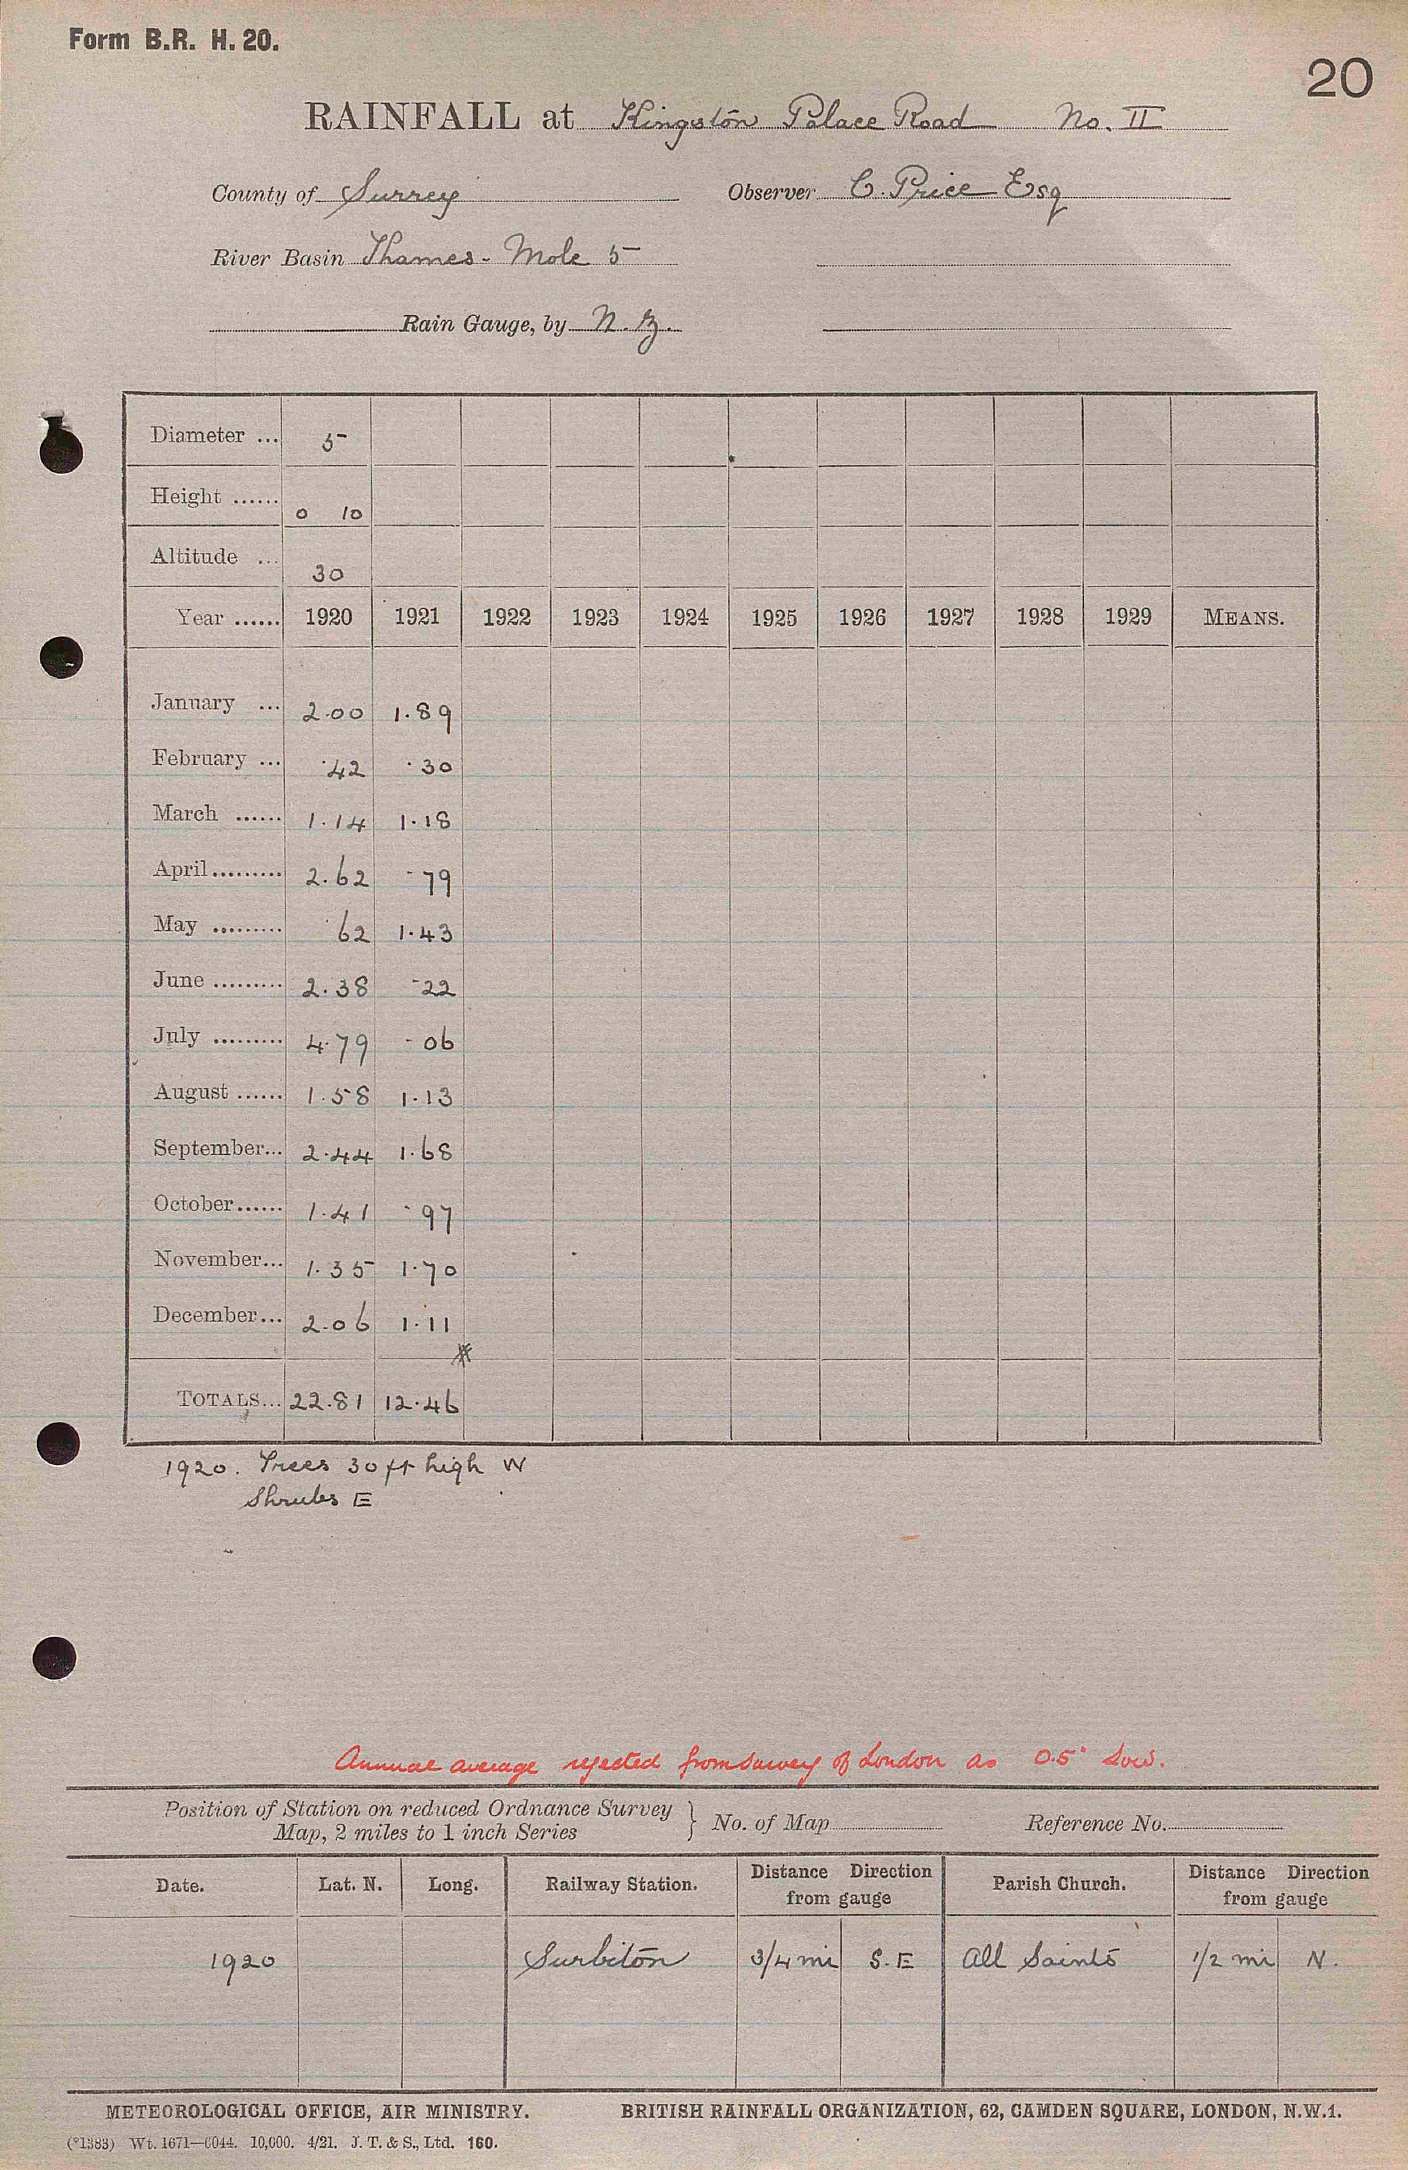 Form B.R. H. 20.
20
RAINFALL at Kingston Palace Road No. II
County of Surrey Observer C. Price Esq
River Basin Thames - Mole 5
Rain Gauge, by N. Z.
Diameter ... 5
Height ...... 0 10
Altitude ... 30
Year ...... 1920 1921 1922 1923 1924 1925 1926 1927 1928 1929 MEANS.
January ... 2.00 1.89
February ... .42 .30
March ...... 1.14 1.18
April ......... 2.62 .79
May ......... .62 1.43
June ......... 2.38 .22
July ......... 4.79 .06
August ...... 1.58 1.13
September... 2.44 1.68
October...... 1.41 .97
November... 1.35 1.70
December... 2.06 1.11
TOTALS... 22.81 12.46
1920. Trees 30 ft high W
Shrubs E
Annual average rejected from survey of London as 0.5" low.
Position of Station on reduced Ordnance Survey
Map, 2 miles to 1 inch Series } No. of Map Reference No.
Date. Lat. N. Long. Railway Station. Distance Direction from gauge Parish Church. Distance Direction from gauge
1920 Surbiton 3/4 mi S.E All Saints 1/2 mi N.
METEOROLOGICAL OFFICE, AIR MINISTRY. BRITISH RAINFALL ORGANIZATION, 62, CAMDEN SQUARE, LONDON, N.W.1.
(*1383) Wt. 1671—6044. 10,000. 4/21. J. T. & S., Ltd. 160.